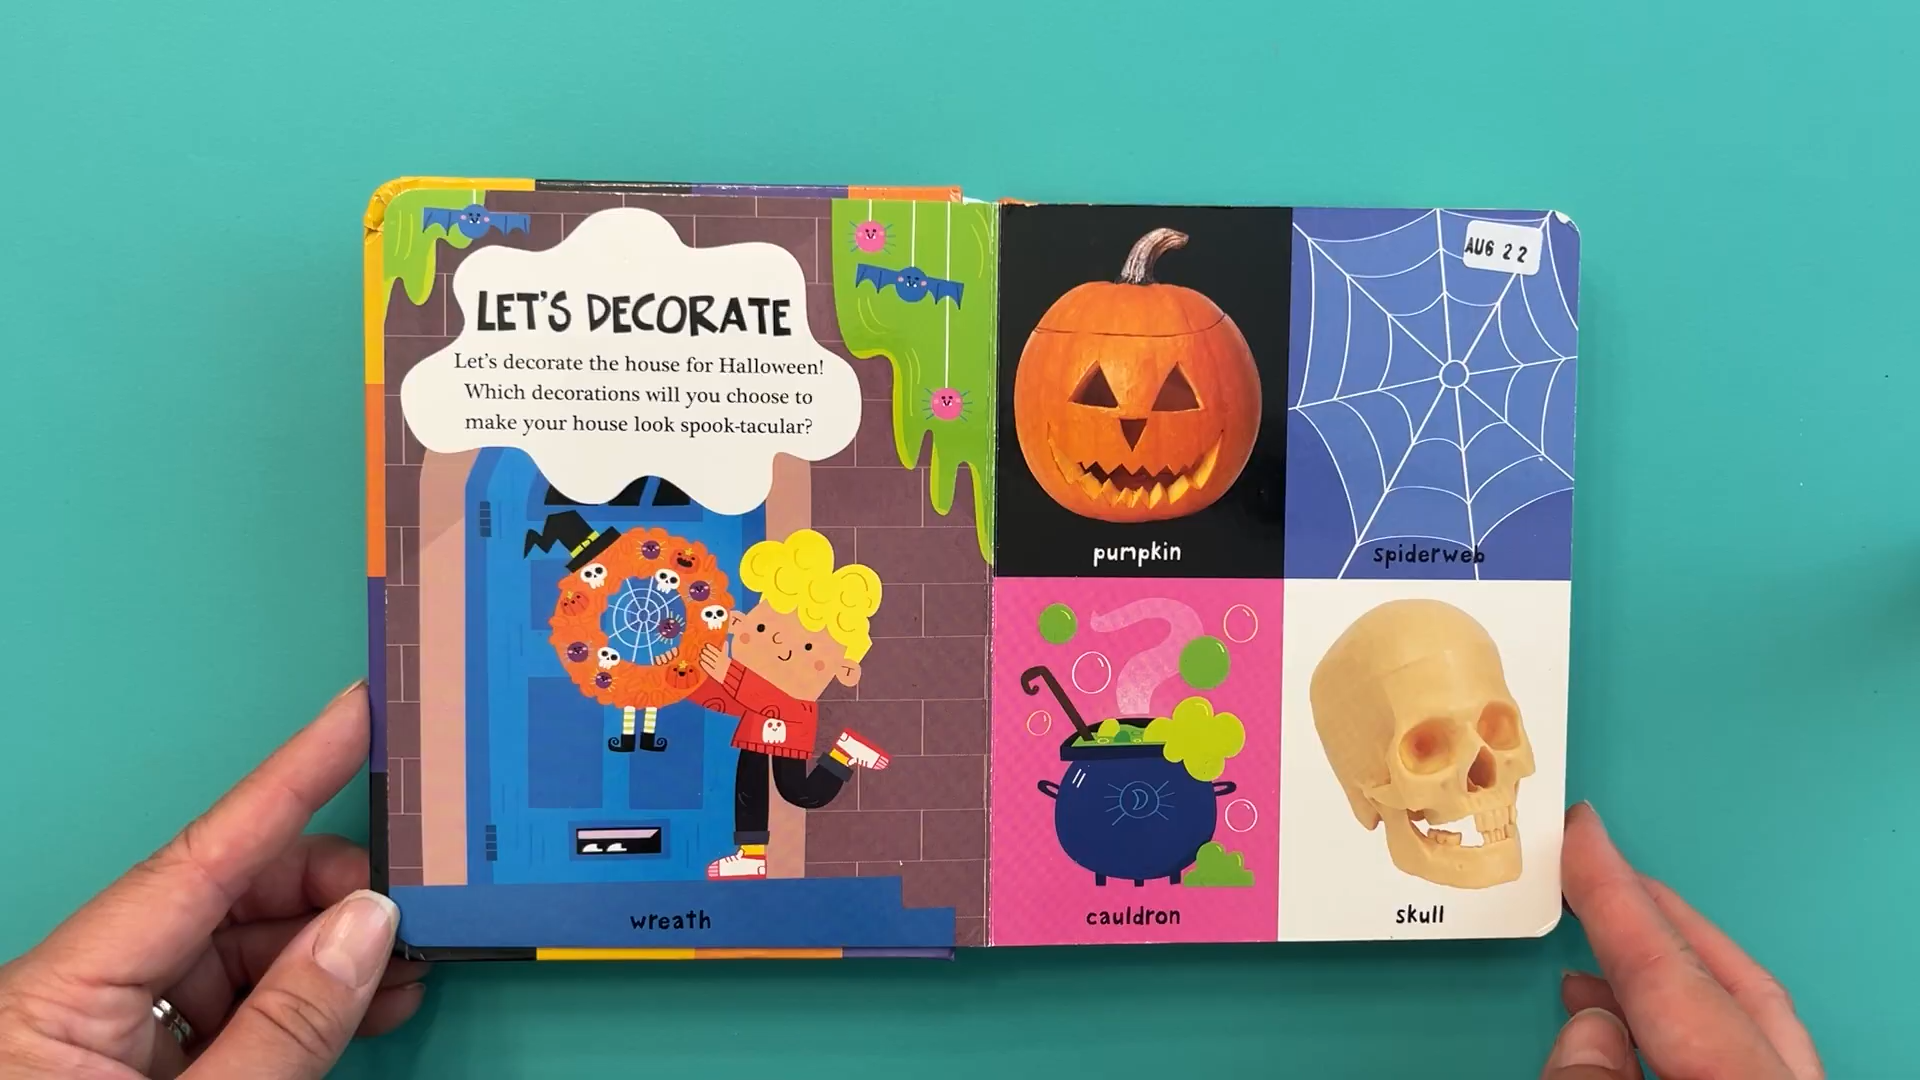 LET'S DECORATE
Let's decorate the house for Halloween!
Which decorations will you choose to
make your house look spook-tacular?
wreath
pumpkin
AUG 22
spiderweb
cauldron
skull